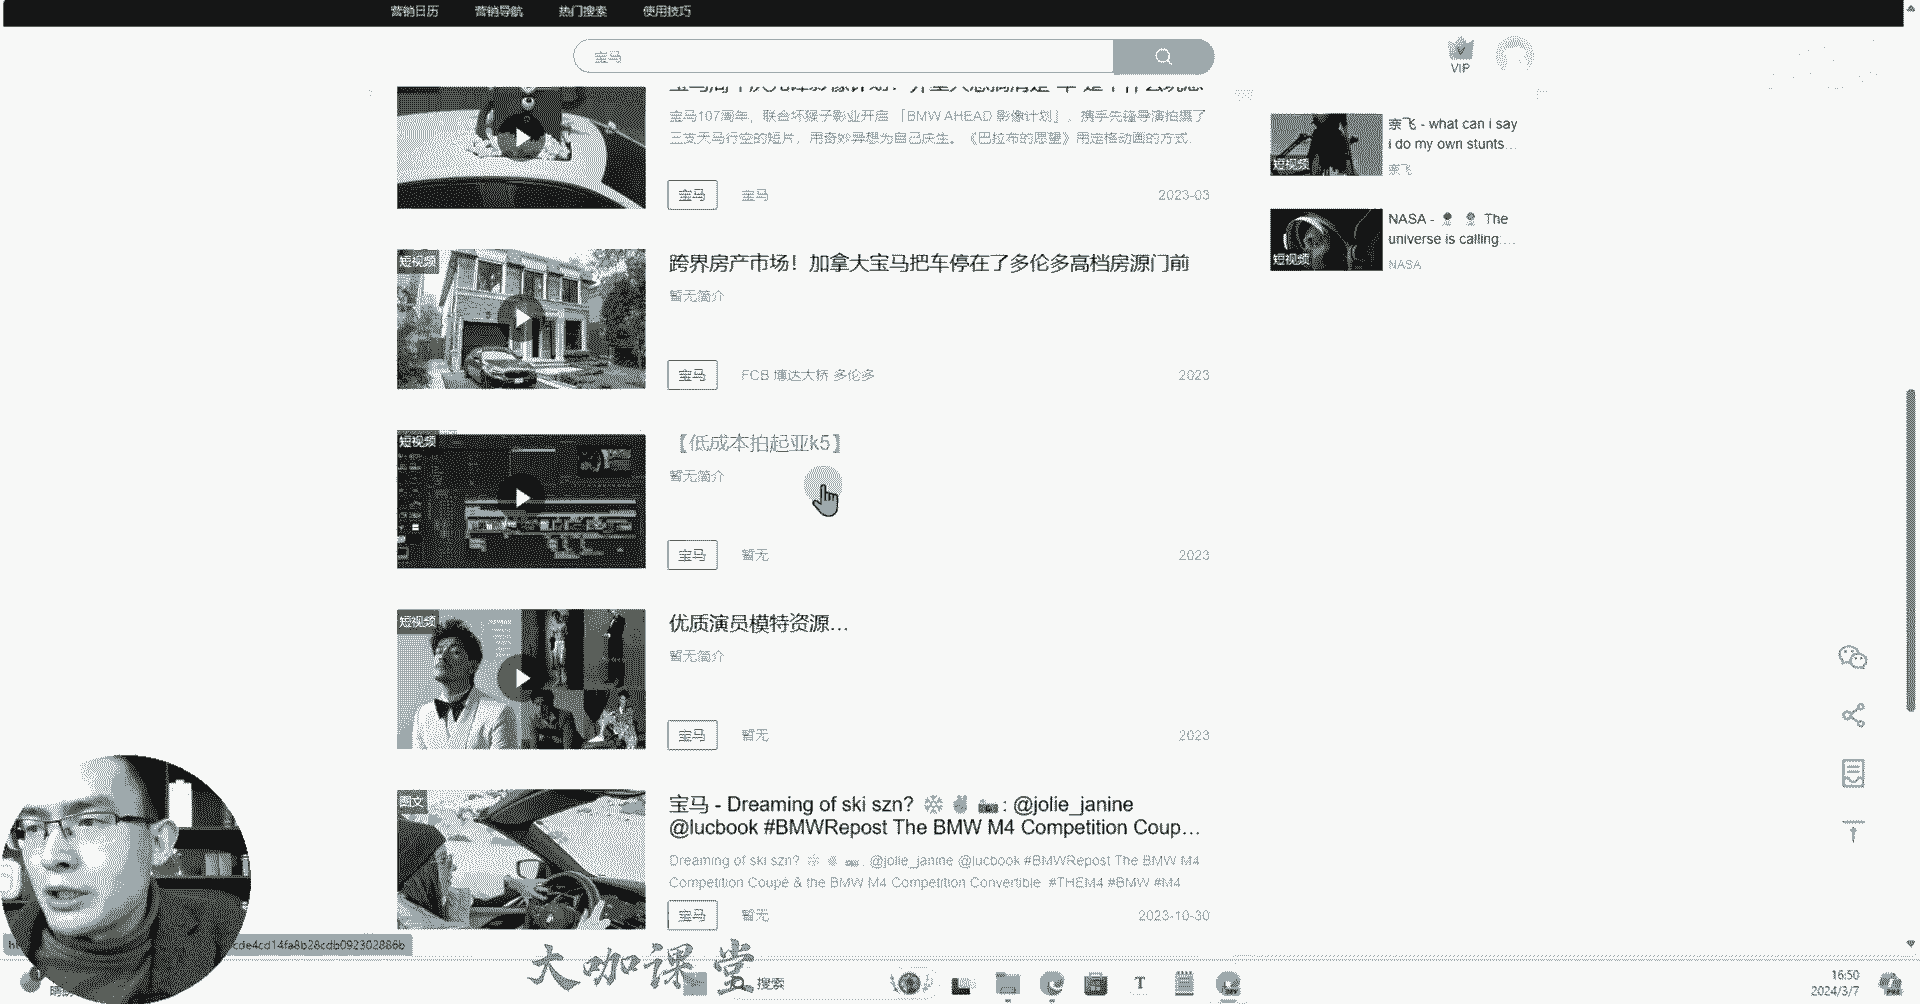 营销日历 营销导航 热门搜索 使用技巧
宝马
VIP
宝马107周年，联合坏猴子影业开启「BMW AHEAD 影像计划」，携手先锋导演拍摄了
三支天马行空的短片，用奇妙异想为自己庆生。《巴拉布的愿望》用定格动画的方式
宝马 宝马 2023-03
短视频
跨界房产市场！加拿大宝马把车停在了多伦多高档房源门前
暂无简介
宝马 FCB 博达大桥 多伦多 2023
短视频
【低成本拍起亚k5】
暂无简介
宝马 暂无 2023
短视频
优质演员模特资源...
暂无简介
宝马 暂无 2023
图文
宝马 - Dreaming of ski szn? ❄ ✌ 📷 : @jolie_janine
@lucbook #BMWRepost The BMW M4 Competition Coup...
Dreaming of ski szn? ❄ ✌ 📷 : @jolie_janine @lucbook #BMWRepost The BMW M4
Competition Coupé & the BMW M4 Competition Convertible #THEM4 #BMW #M4
宝马 暂无 2023-10-30
短视频
奈飞 - what can i say
i do my own stunts...
奈飞
短视频
NASA - The
universe is calling...
NASA
cde4cd14fa8b28cdb092302886b
大咖课堂
搜索
T
16:50
2024/3/7